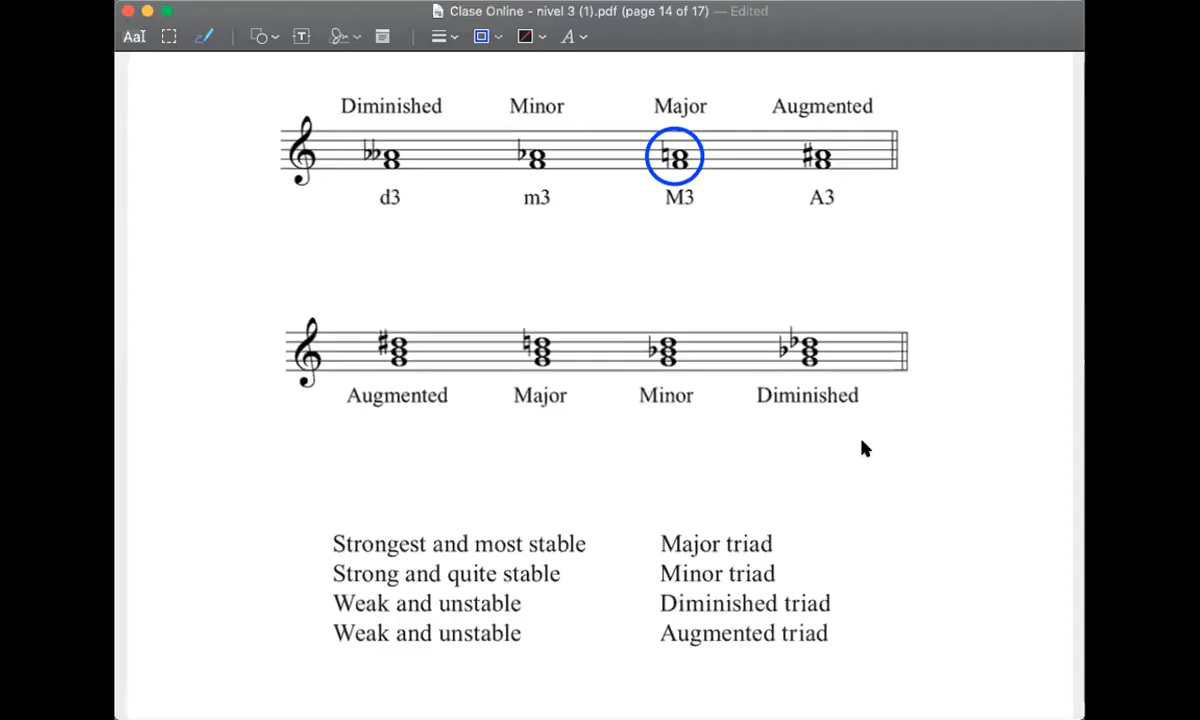 Clase Online - nivel 3 (1).pdf (page 14 of 17) — Edited
AaI T A
Diminished Minor Major Augmented
d3 m3 M3 A3
Augmented Major Minor Diminished
Strongest and most stable Major triad
Strong and quite stable Minor triad
Weak and unstable Diminished triad
Weak and unstable Augmented triad